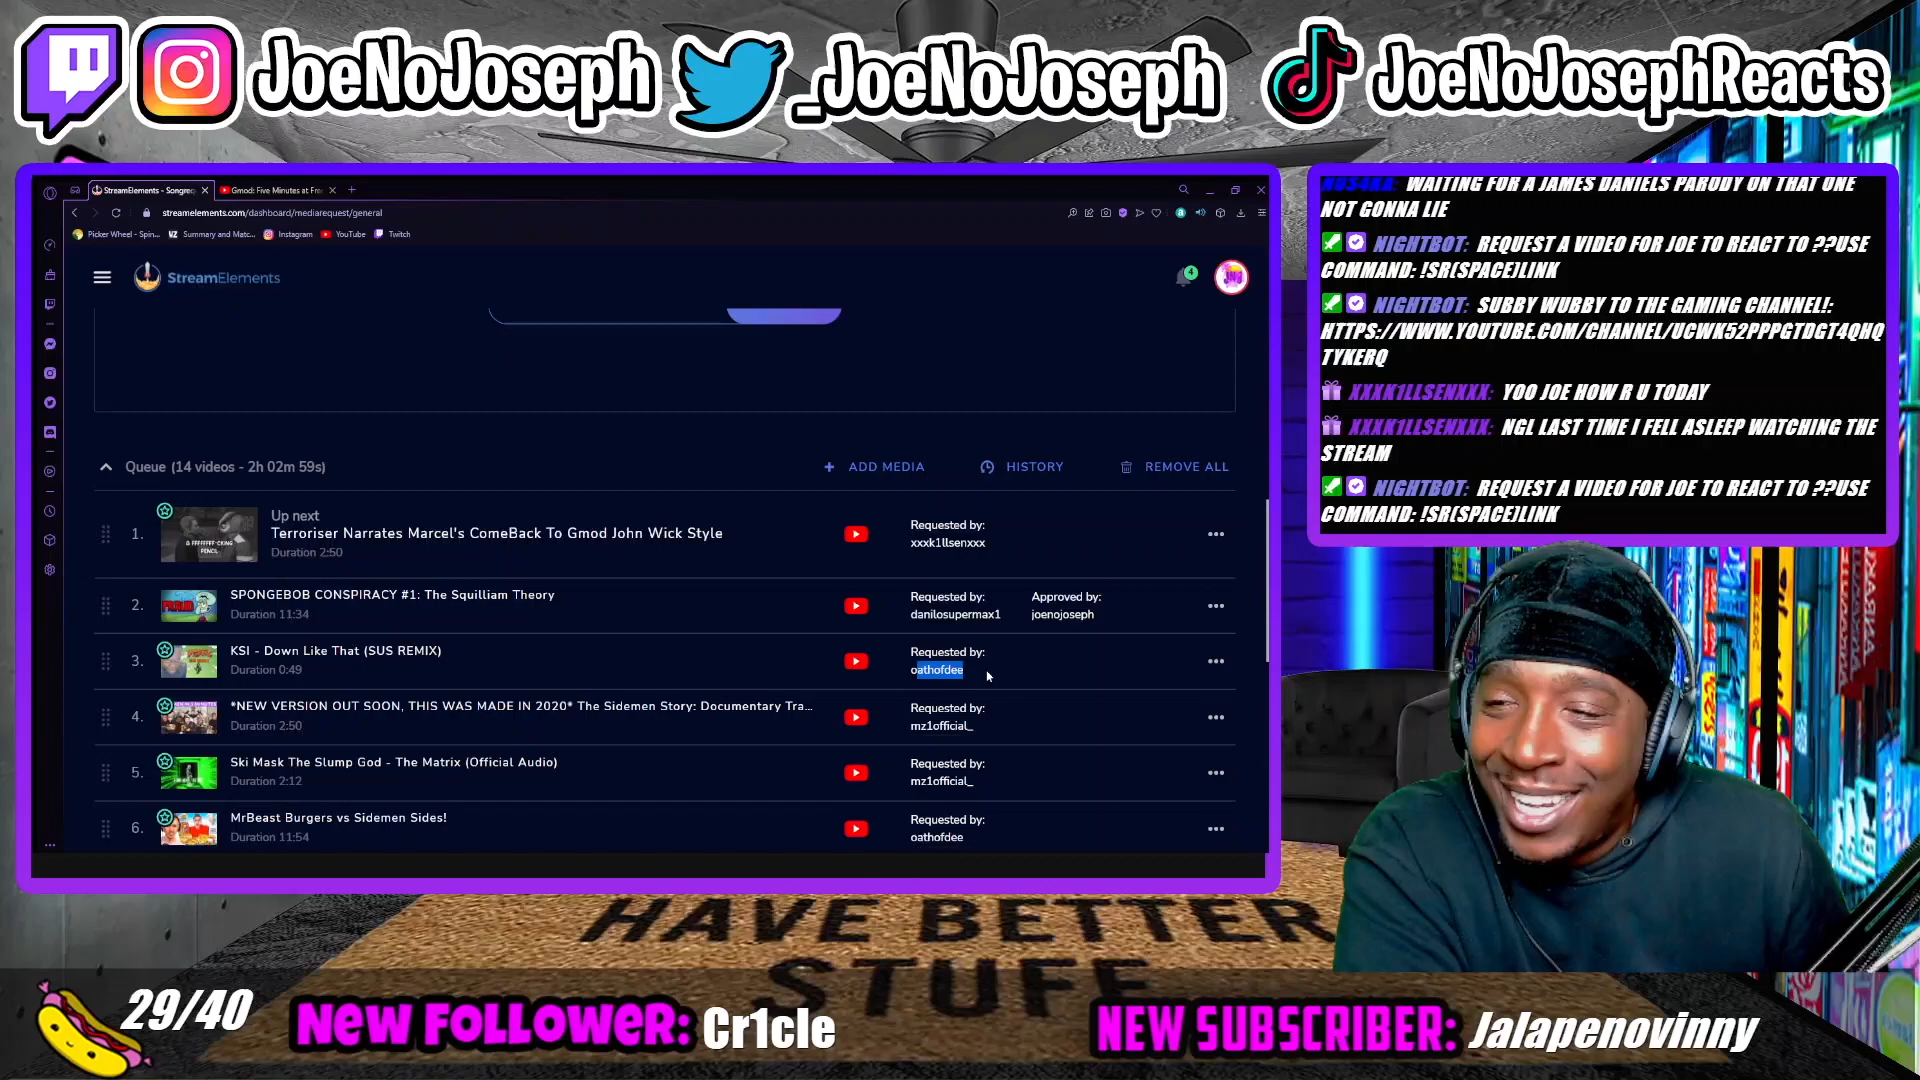 JoeNoJoseph
_JoeNoJoseph
JoeNoJosephReacts
StreamElements - Songreq
Gmod: Five Minutes at Fre
streamelements.com/dashboard/mediarequest/general
Picker Wheel - Spin...
Summary and Matc...
Instagram
YouTube
Twitch
StreamElements
4
Queue (14 videos - 2h 02m 59s)
ADD MEDIA
HISTORY
REMOVE ALL
1.
Up next
Terroriser Narrates Marcel's ComeBack To Gmod John Wick Style
Duration 2:50
Requested by:
xxxk1llsenxxx
2.
SPONGEBOB CONSPIRACY #1: The Squilliam Theory
Duration 11:34
Requested by:
danilosupermax1
Approved by:
joenojoseph
3.
KSI - Down Like That (SUS REMIX)
Duration 0:49
Requested by:
oathofdee
4.
*NEW VERSION OUT SOON, THIS WAS MADE IN 2020* The Sidemen Story: Documentary Tra...
Duration 2:50
Requested by:
mz1official_
5.
Ski Mask The Slump God - The Matrix (Official Audio)
Duration 2:12
Requested by:
mz1official_
6.
MrBeast Burgers vs Sidemen Sides!
Duration 11:54
Requested by:
oathofdee
WAITING FOR A JAMES DANIELS PARODY ON THAT ONE
NOT GONNA LIE
NIGHTBOT: REQUEST A VIDEO FOR JOE TO REACT TO ??USE
COMMAND: !SR(SPACE)LINK
NIGHTBOT: SUBBY WUBBY TO THE GAMING CHANNEL!:
HTTPS://WWW.YOUTUBE.COM/CHANNEL/UCWK52PPPGTDGT4QHQ
TYKERQ
XXXK1LLSENXXX: YOO JOE HOW R U TODAY
XXXK1LLSENXXX: NGL LAST TIME I FELL ASLEEP WATCHING THE
STREAM
NIGHTBOT: REQUEST A VIDEO FOR JOE TO REACT TO ??USE
COMMAND: !SR(SPACE)LINK
HAVE BETTER
STUFF
29/40
NEW FOLLOWER: Cr1cle
NEW SUBSCRIBER: Jalapenovinny